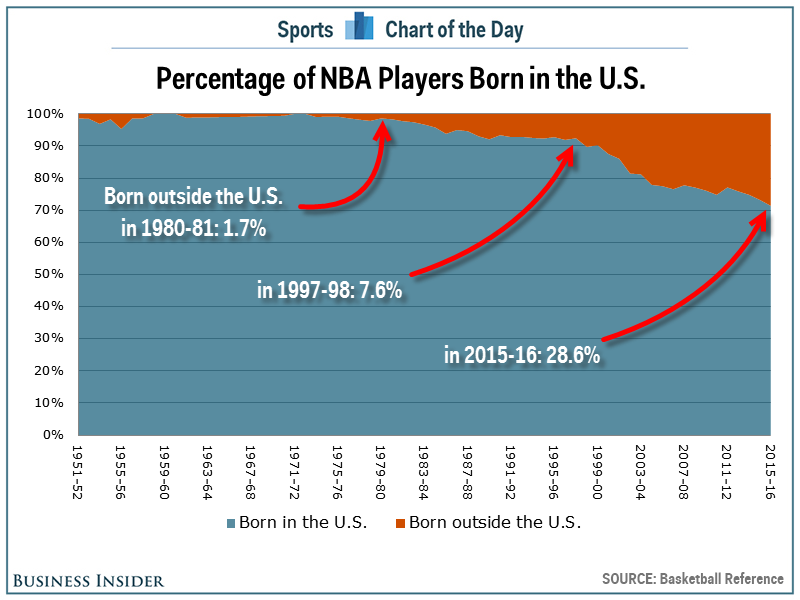 Sports Chart of the Day
Percentage of NBA Players Born in the U.S.
100%
90%
80%
70%
60%
50%
40%
30%
20%
10%
0%
Born outside the U.S.
in 1980-81: 1.7%
in 1997-98: 7.6%
in 2015-16: 28.6%
1951-52
1955-56
1959-60
1963-64
1967-68
1971-72
1975-76
1979-80
1983-84
1987-88
1991-92
1995-96
1999-00
2003-04
2007-08
2011-12
2015-16
Born in the U.S.
Born outside the U.S.
BUSINESS INSIDER
SOURCE: Basketball Reference